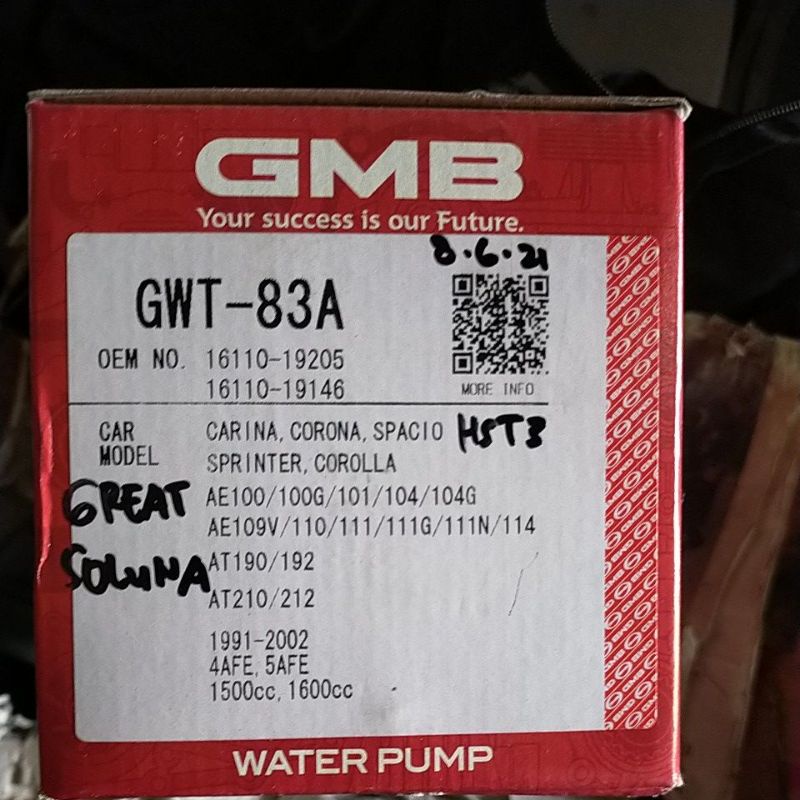 GMB
Your success is our Future.
8.6.21
GWT-83A
OEM NO. 16110-19205
16110-19146
MORE INFO
CAR MODEL
CARINA, CORONA, SPACIO
SPRINTER, COROLLA
AE100/100G/101/104/104G
AE109V/110/111/111G/111N/114
AT190/192
AT210/212
GREAT
SOLUNA
1991-2002
4AFE, 5AFE
1500cc, 1600cc
WATER PUMP